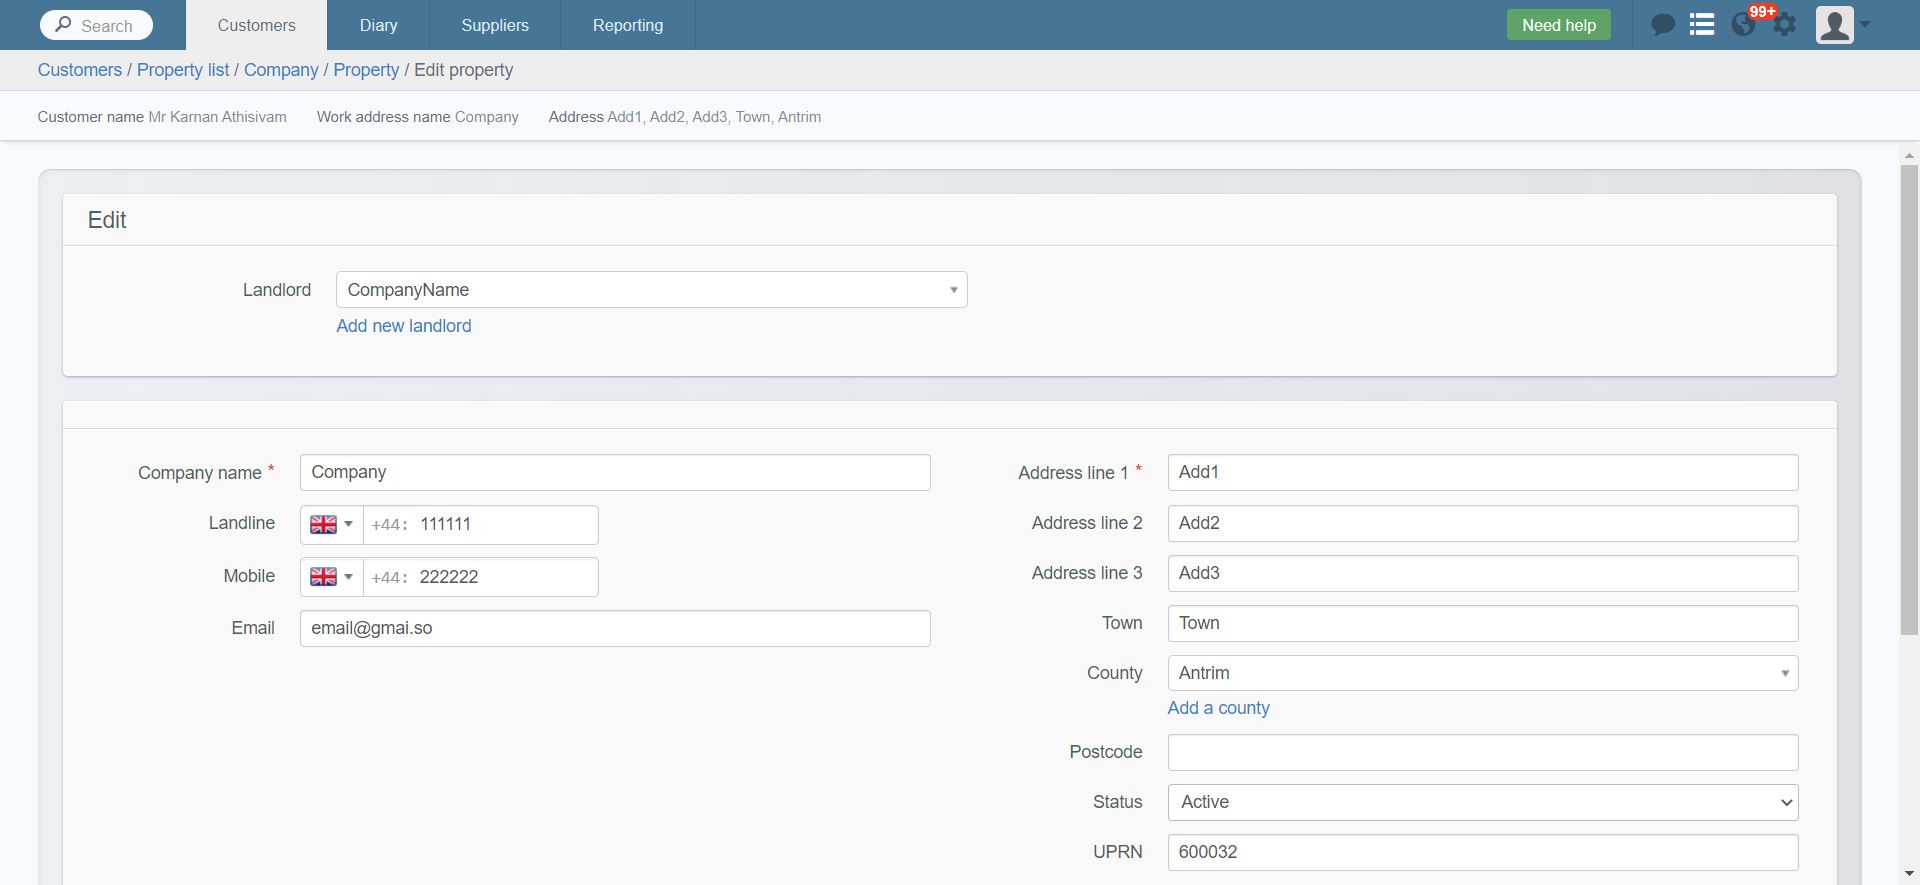 Search Customers Diary Suppliers Reporting Need help 99+
Customers / Property list / Company / Property / Edit property
Customer name Mr Karnan Athisivam Work address name Company Address Add1, Add2, Add3, Town, Antrim
Edit
Landlord CompanyName
Add new landlord
Company name * Company
Landline +44: 111111
Mobile +44: 222222
Email email@gmai.so
Address line 1 * Add1
Address line 2 Add2
Address line 3 Add3
Town Town
County Antrim
Add a county
Postcode
Status Active
UPRN 600032